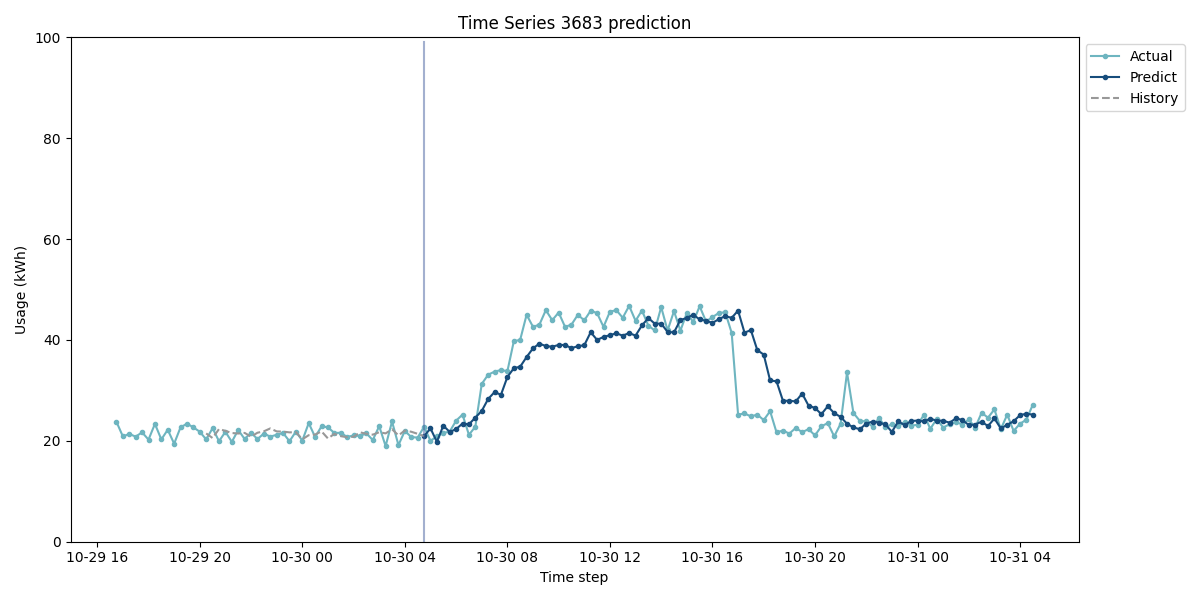 Time Series 3683 prediction
100
80
60
40
20
0
Usage (kWh)
10-29 16 10-29 20 10-30 00 10-30 04 10-30 08 10-30 12 10-30 16 10-30 20 10-31 00 10-31 04
Time step
Actual
Predict
History